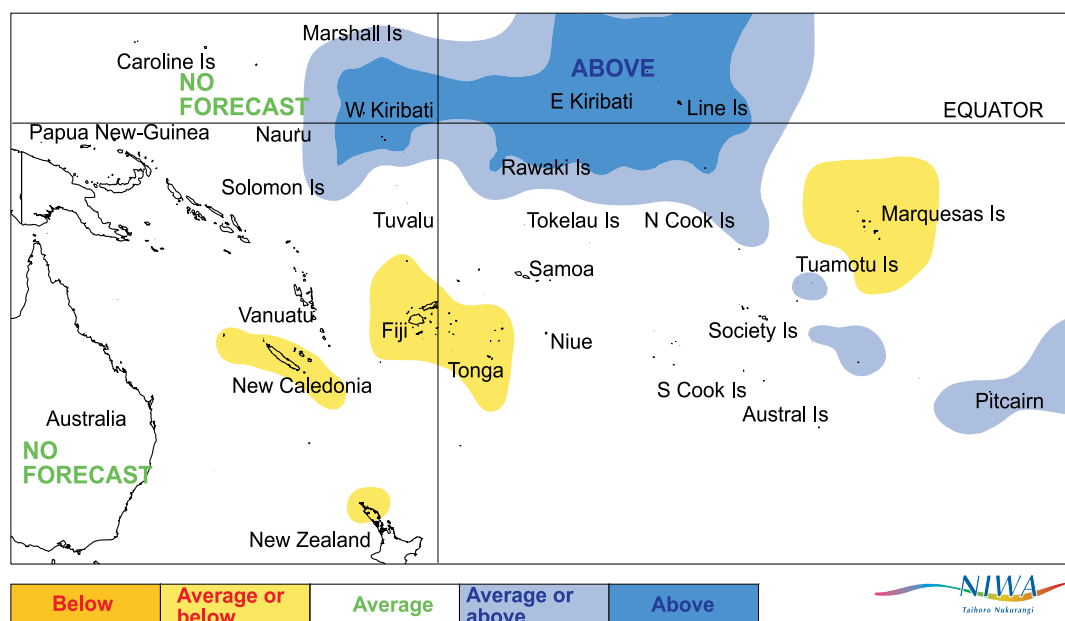 Marshall Is
Caroline Is
NO
FORECAST
ABOVE
W Kiribati
E Kiribati
Line Is
EQUATOR
Papua New-Guinea
Nauru
Rawaki Is
Solomon Is
Tuvalu
Tokelau Is
N Cook Is
Marquesas Is
Samoa
Tuamotu Is
Vanuatu
Fiji
Niue
Society Is
New Caledonia
Tonga
S Cook Is
Pitcairn
Australia
Austral Is
NO
FORECAST
New Zealand
Below
Average or
below
Average
Average or
above
Above
NIWA
Taihoro Nukurangi